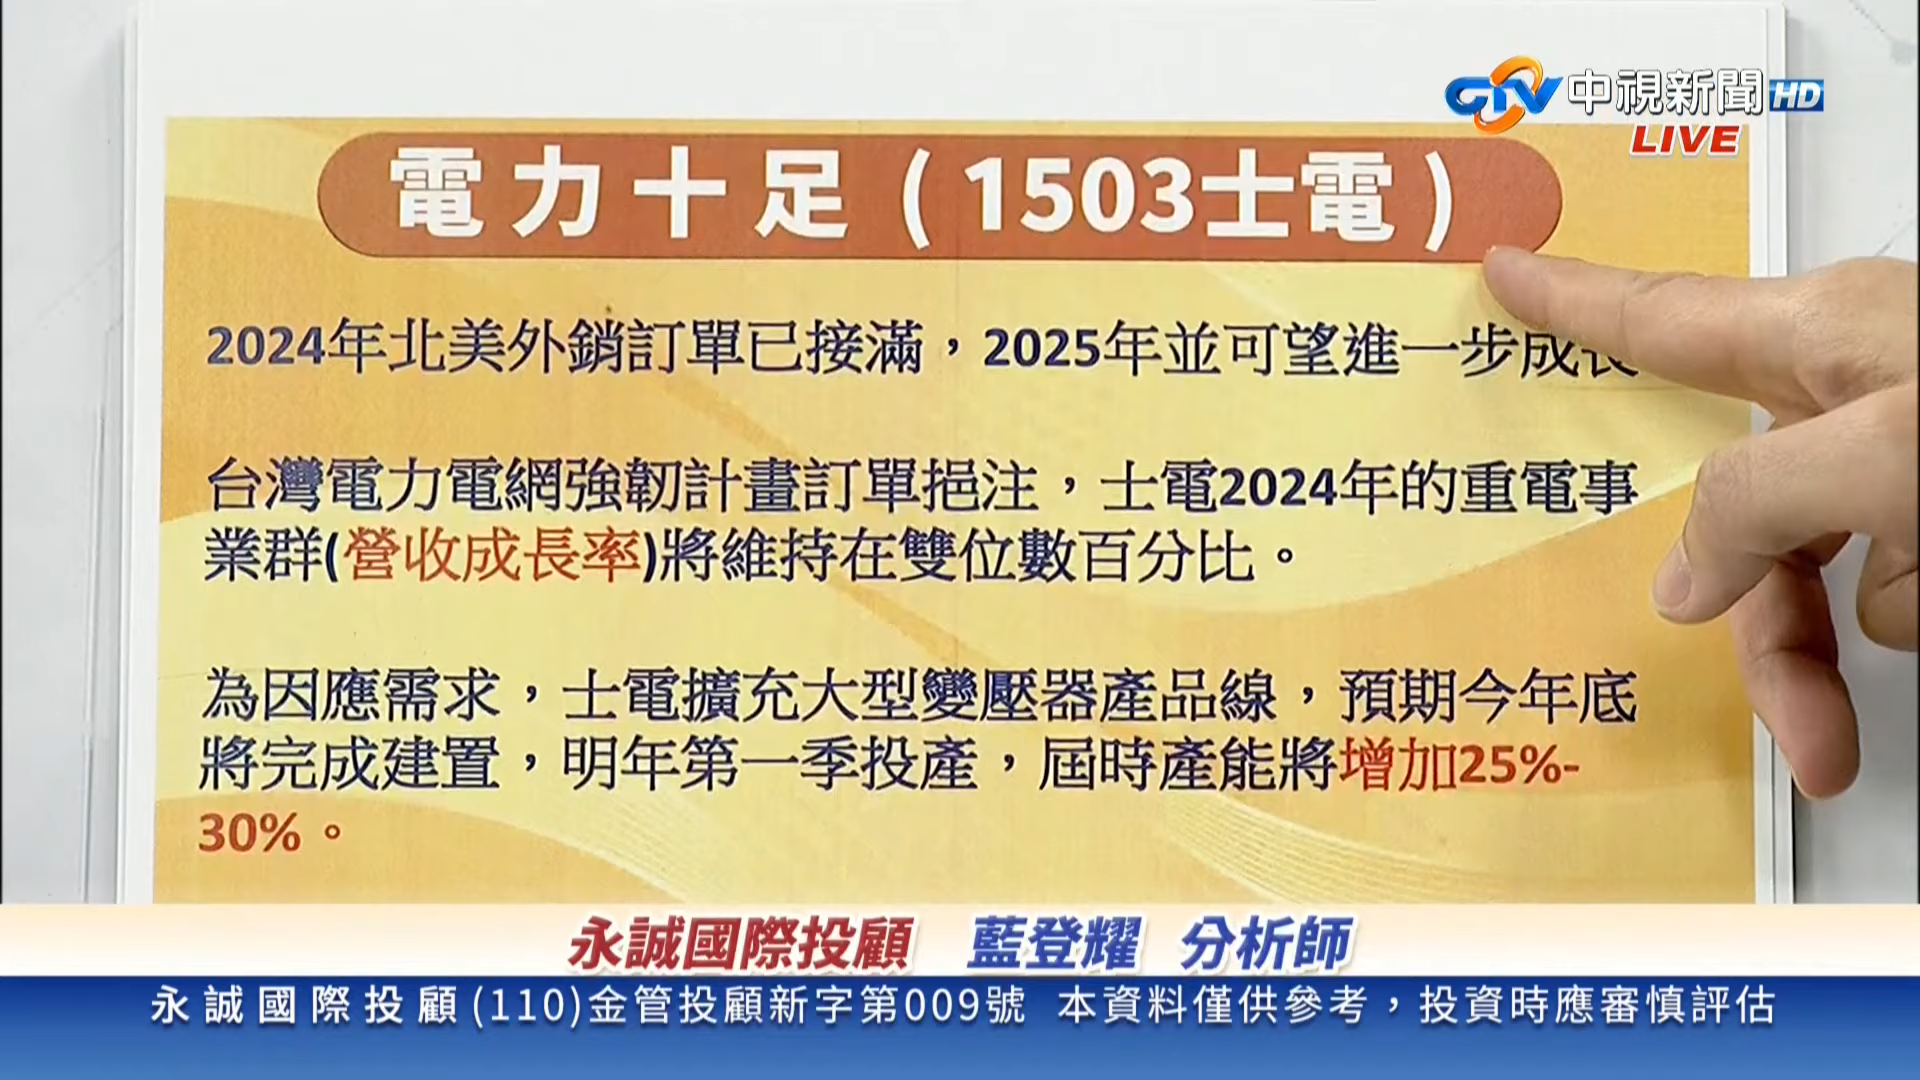 CTV中視新聞HD
LIVE
電力十足(1503士電)
2024年北美外銷訂單已接滿，2025年並可望進一步成長
台灣電力電網強韌計畫訂單挹注，士電2024年的重電事
業群(營收成長率)將維持在雙位數百分比。
為因應需求，士電擴充大型變壓器產品線，預期今年底
將完成建置，明年第一季投產，屆時產能將增加25%-
30%。
永誠國際投顧 藍登耀 分析師
永誠國際投顧(110)金管投顧新字第009號 本資料僅供參考，投資時應審慎評估